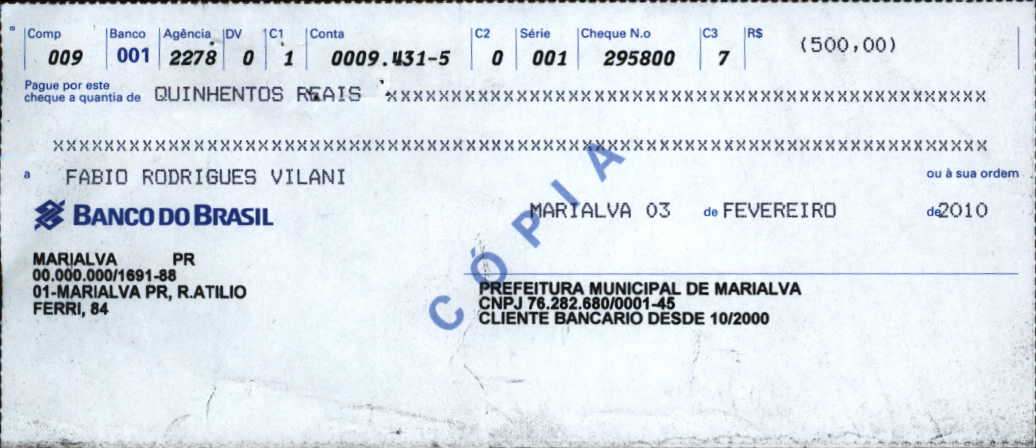 Comp Banco Agência DV C1 Conta C2 Série Cheque N.o C3 R$
009 001 2278 0 1 0009.431-5 0 001 295800 7 (500,00)
Pague por este
cheque a quantia de QUINHENTOS REAIS xxxxxxxxxxxxxxxxxxxxxxxxxxxxxxxxxxxxxxxxxxxxxxxxxxxxxx
xxxxxxxxxxxxxxxxxxxxxxxxxxxxxxxxxxxxxxxxxxxxxxxxxxxxxxxxxxxxxxxxxxxxxxxxxxxxxxxx
a FABIO RODRIGUES VILANI ou à sua ordem
BANCO DO BRASIL
MARIALVA 03 de FEVEREIRO de 2010
MARIALVA PR
00.000.000/1691-88
01-MARIALVA PR, R.ATILIO
FERRI, 84
PREFEITURA MUNICIPAL DE MARIALVA
CNPJ 76.282.680/0001-45
CLIENTE BANCARIO DESDE 10/2000
CÓPIA